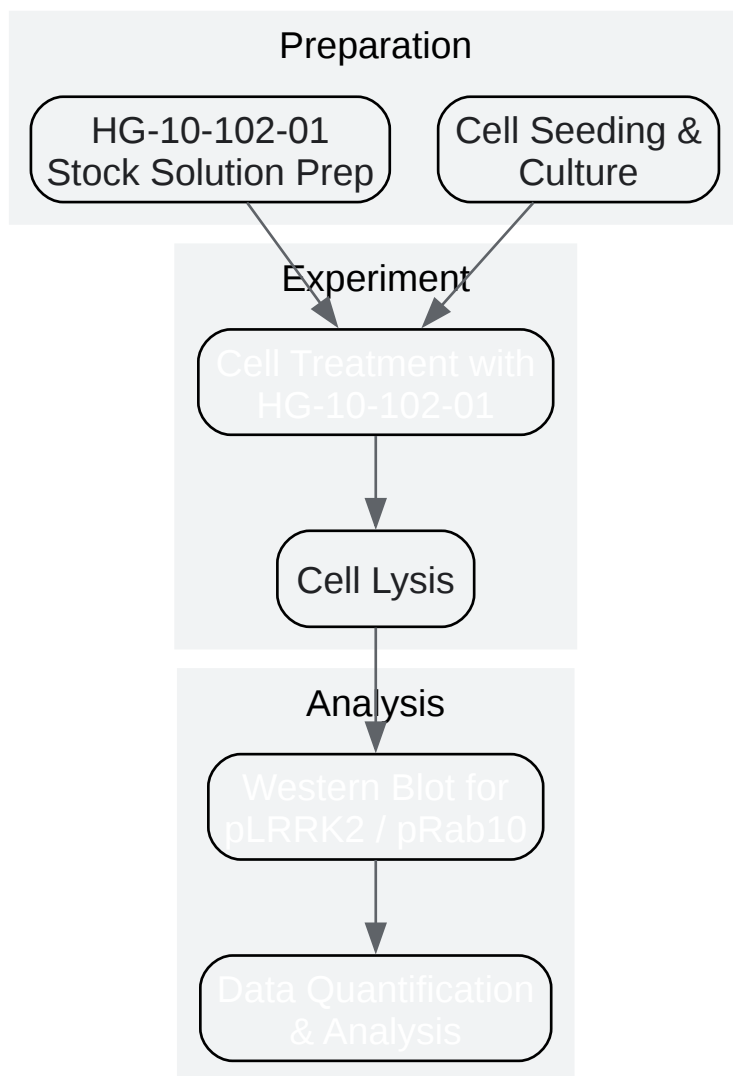 Preparation
HG-10-102-01
Stock Solution Prep
Cell Seeding &
Culture
Experiment
Cell Treatment with
HG-10-102-01
Cell Lysis
Analysis
Western Blot for
pLRRK2 / pRab10
Data Quantification
& Analysis